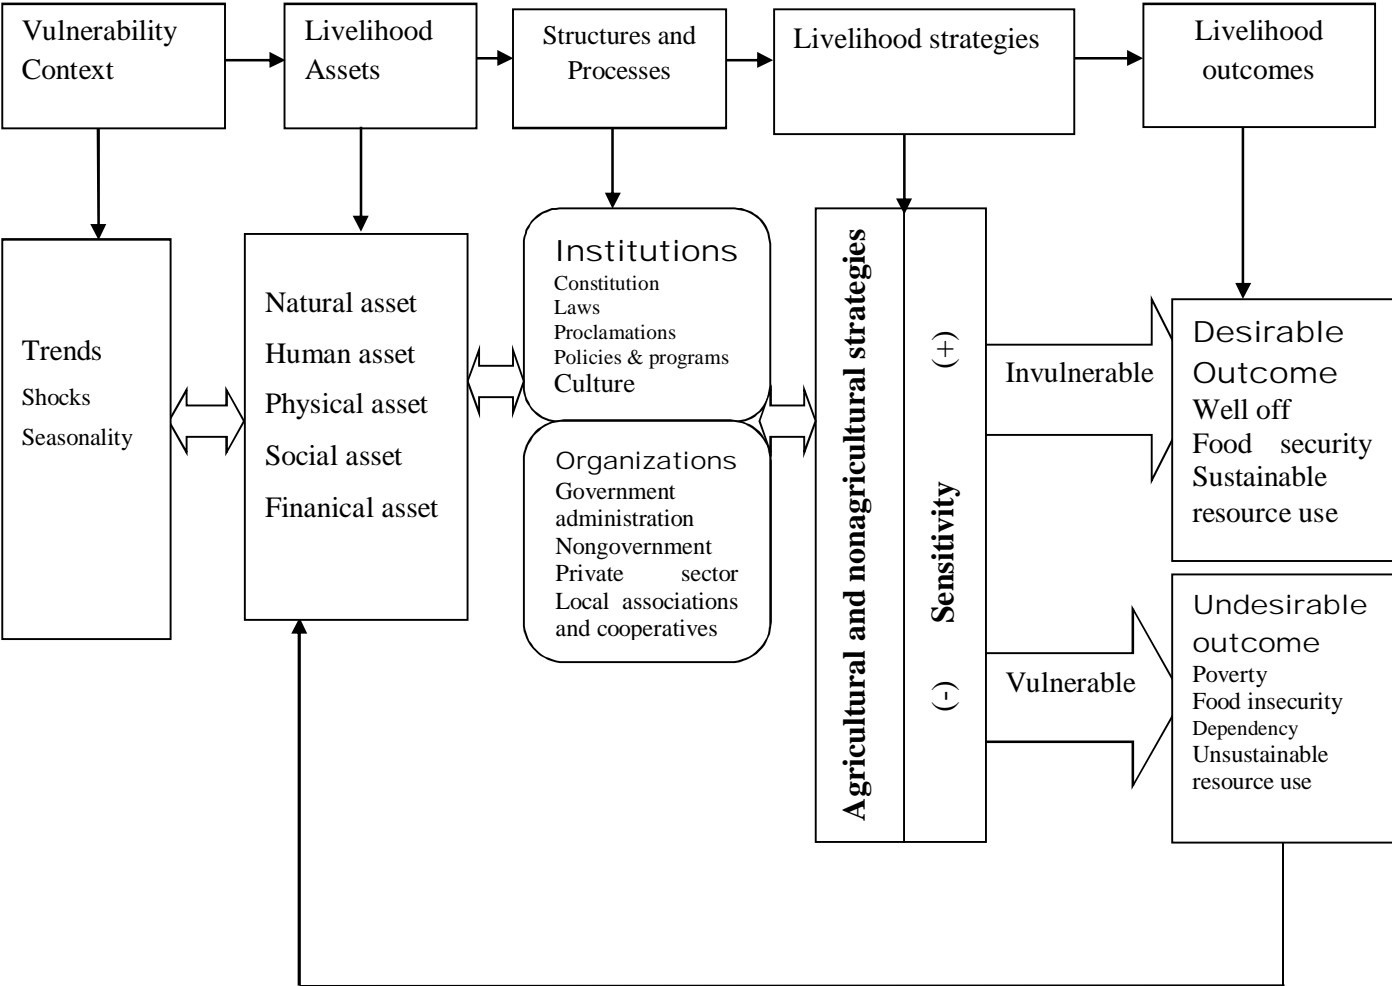 Vulnerability
Context
Livelihood
Assets
Structures and
Processes
Livelihood strategies
Livelihood
outcomes
Trends
Shocks
Seasonality
Natural asset
Human asset
Physical asset
Social asset
Finanical asset
Institutions
Constitution
Laws
Proclamations
Policies & programs
Culture
Organizations
Government
administration
Nongovernment
Private sector
Local associations
and cooperatives
Agricultural and nonagricultural strategies
(-) Sensitivity (+)
Invulnerable
Vulnerable
Desirable
Outcome
Well off
Food security
Sustainable
resource use
Undesirable
outcome
Poverty
Food insecurity
Dependency
Unsustainable
resource use